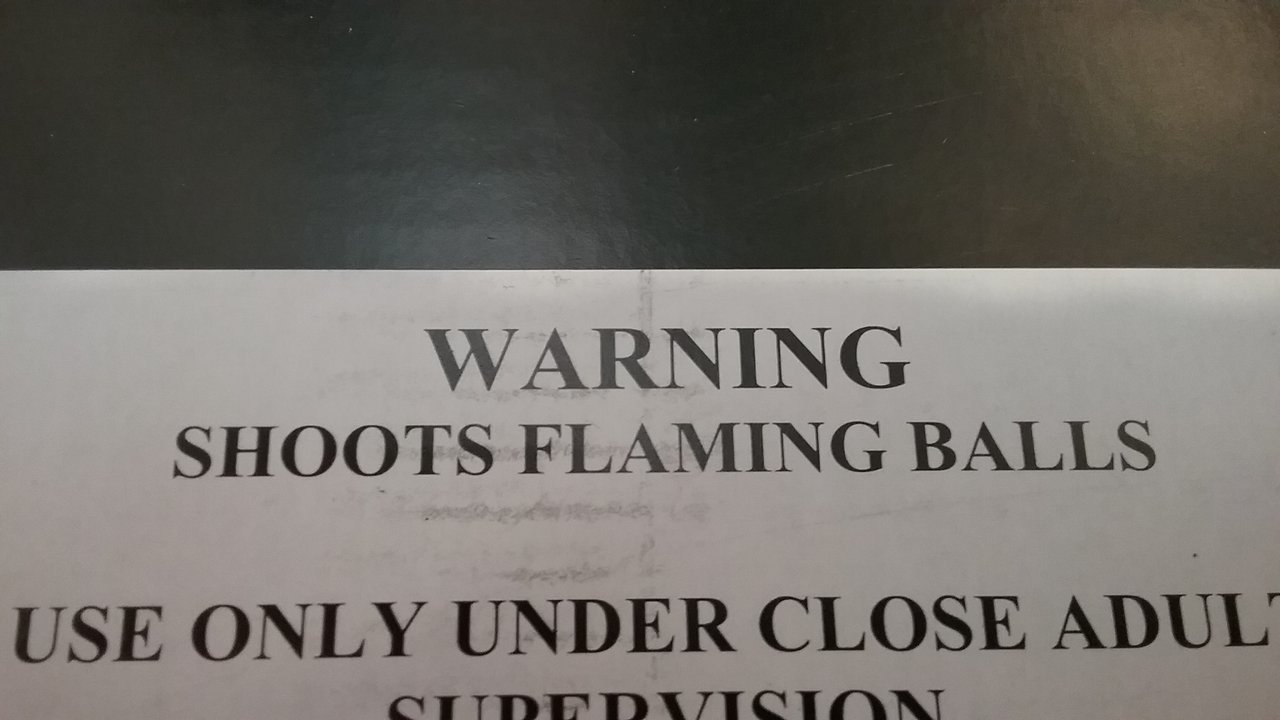 WARNING
SHOOTS FLAMING BALLS
USE ONLY UNDER CLOSE ADULT
SUPERVISION